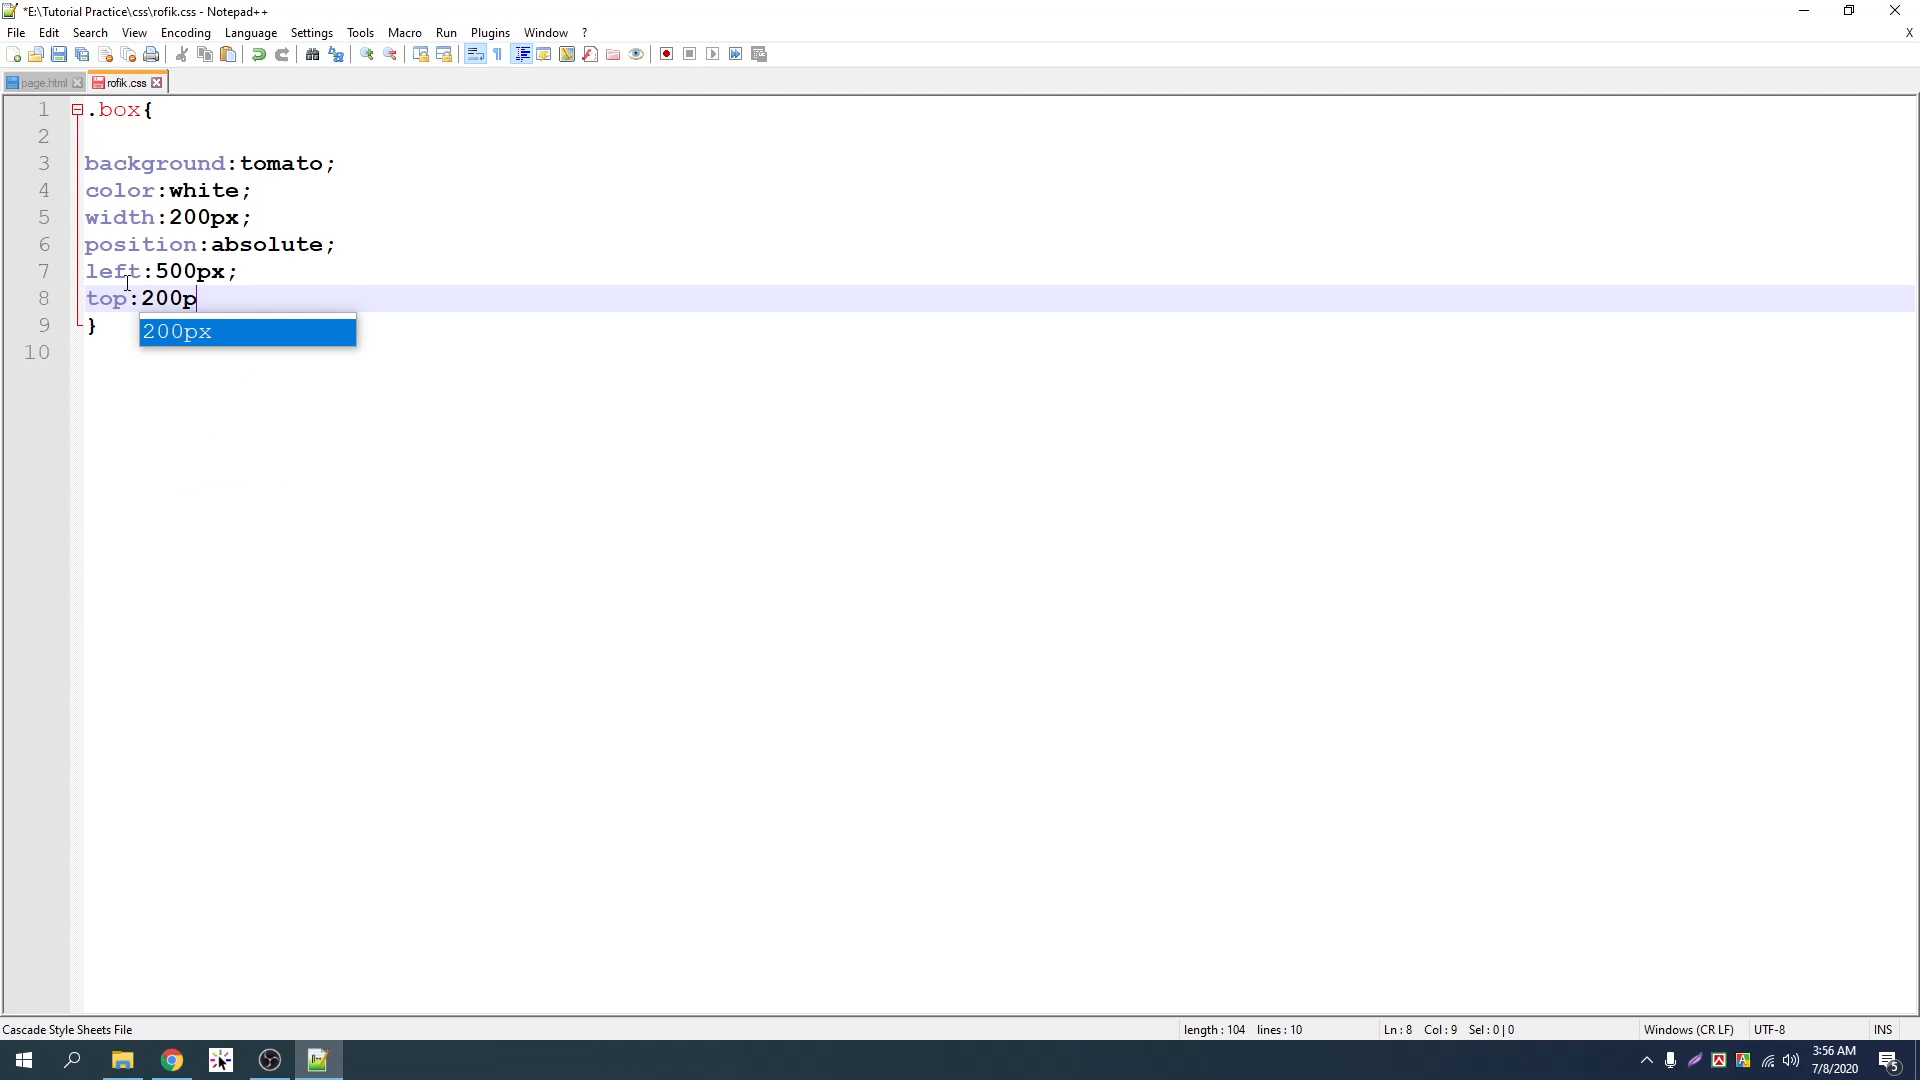 *E:\Tutorial Practice\css\rofik.css - Notepad++
File Edit Search View Encoding Language Settings Tools Macro Run Plugins Window ? X
page.html rofik.css
1 .box{
2
3 background:tomato;
4 color:white;
5 width:200px;
6 position:absolute;
7 left:500px;
8 top:200p
200px
9 }
10
Cascade Style Sheets File length : 104 lines : 10 Ln : 8 Col : 9 Sel : 0 | 0 Windows (CR LF) UTF-8 INS
3:56 AM
7/8/2020
5